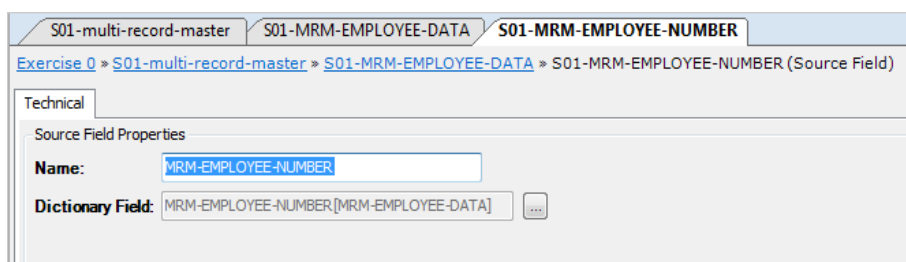 S01-multi-record-master S01-MRM-EMPLOYEE-DATA S01-MRM-EMPLOYEE-NUMBER
Exercise 0 » S01-multi-record-master » S01-MRM-EMPLOYEE-DATA » S01-MRM-EMPLOYEE-NUMBER (Source Field)
Technical
Source Field Properties
Name: MRM-EMPLOYEE-NUMBER
Dictionary Field: MRM-EMPLOYEE-NUMBER[MRM-EMPLOYEE-DATA] ...